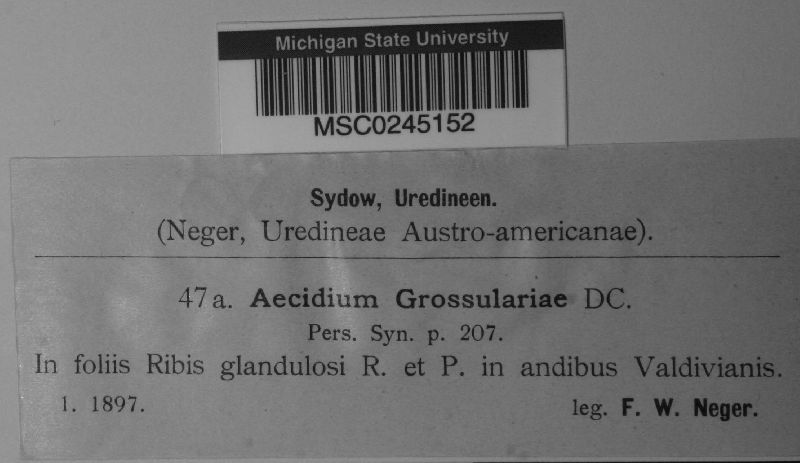 Michigan State University
MSC0245152
Sydow, Uredineen.
(Neger, Uredineae Austro-americanae).
47a. Aecidium Grossulariae DC.
Pers. Syn. p. 207.
In foliis Ribis glandulosi R. et P. in andibus Valdivianis.
1. 1897. leg. F. W. Neger.